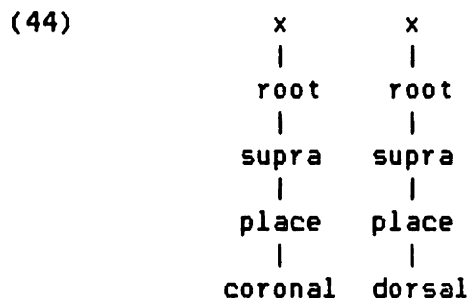 (44) x x
| |
root root
| |
supra supra
| |
place place
| |
coronal dorsal